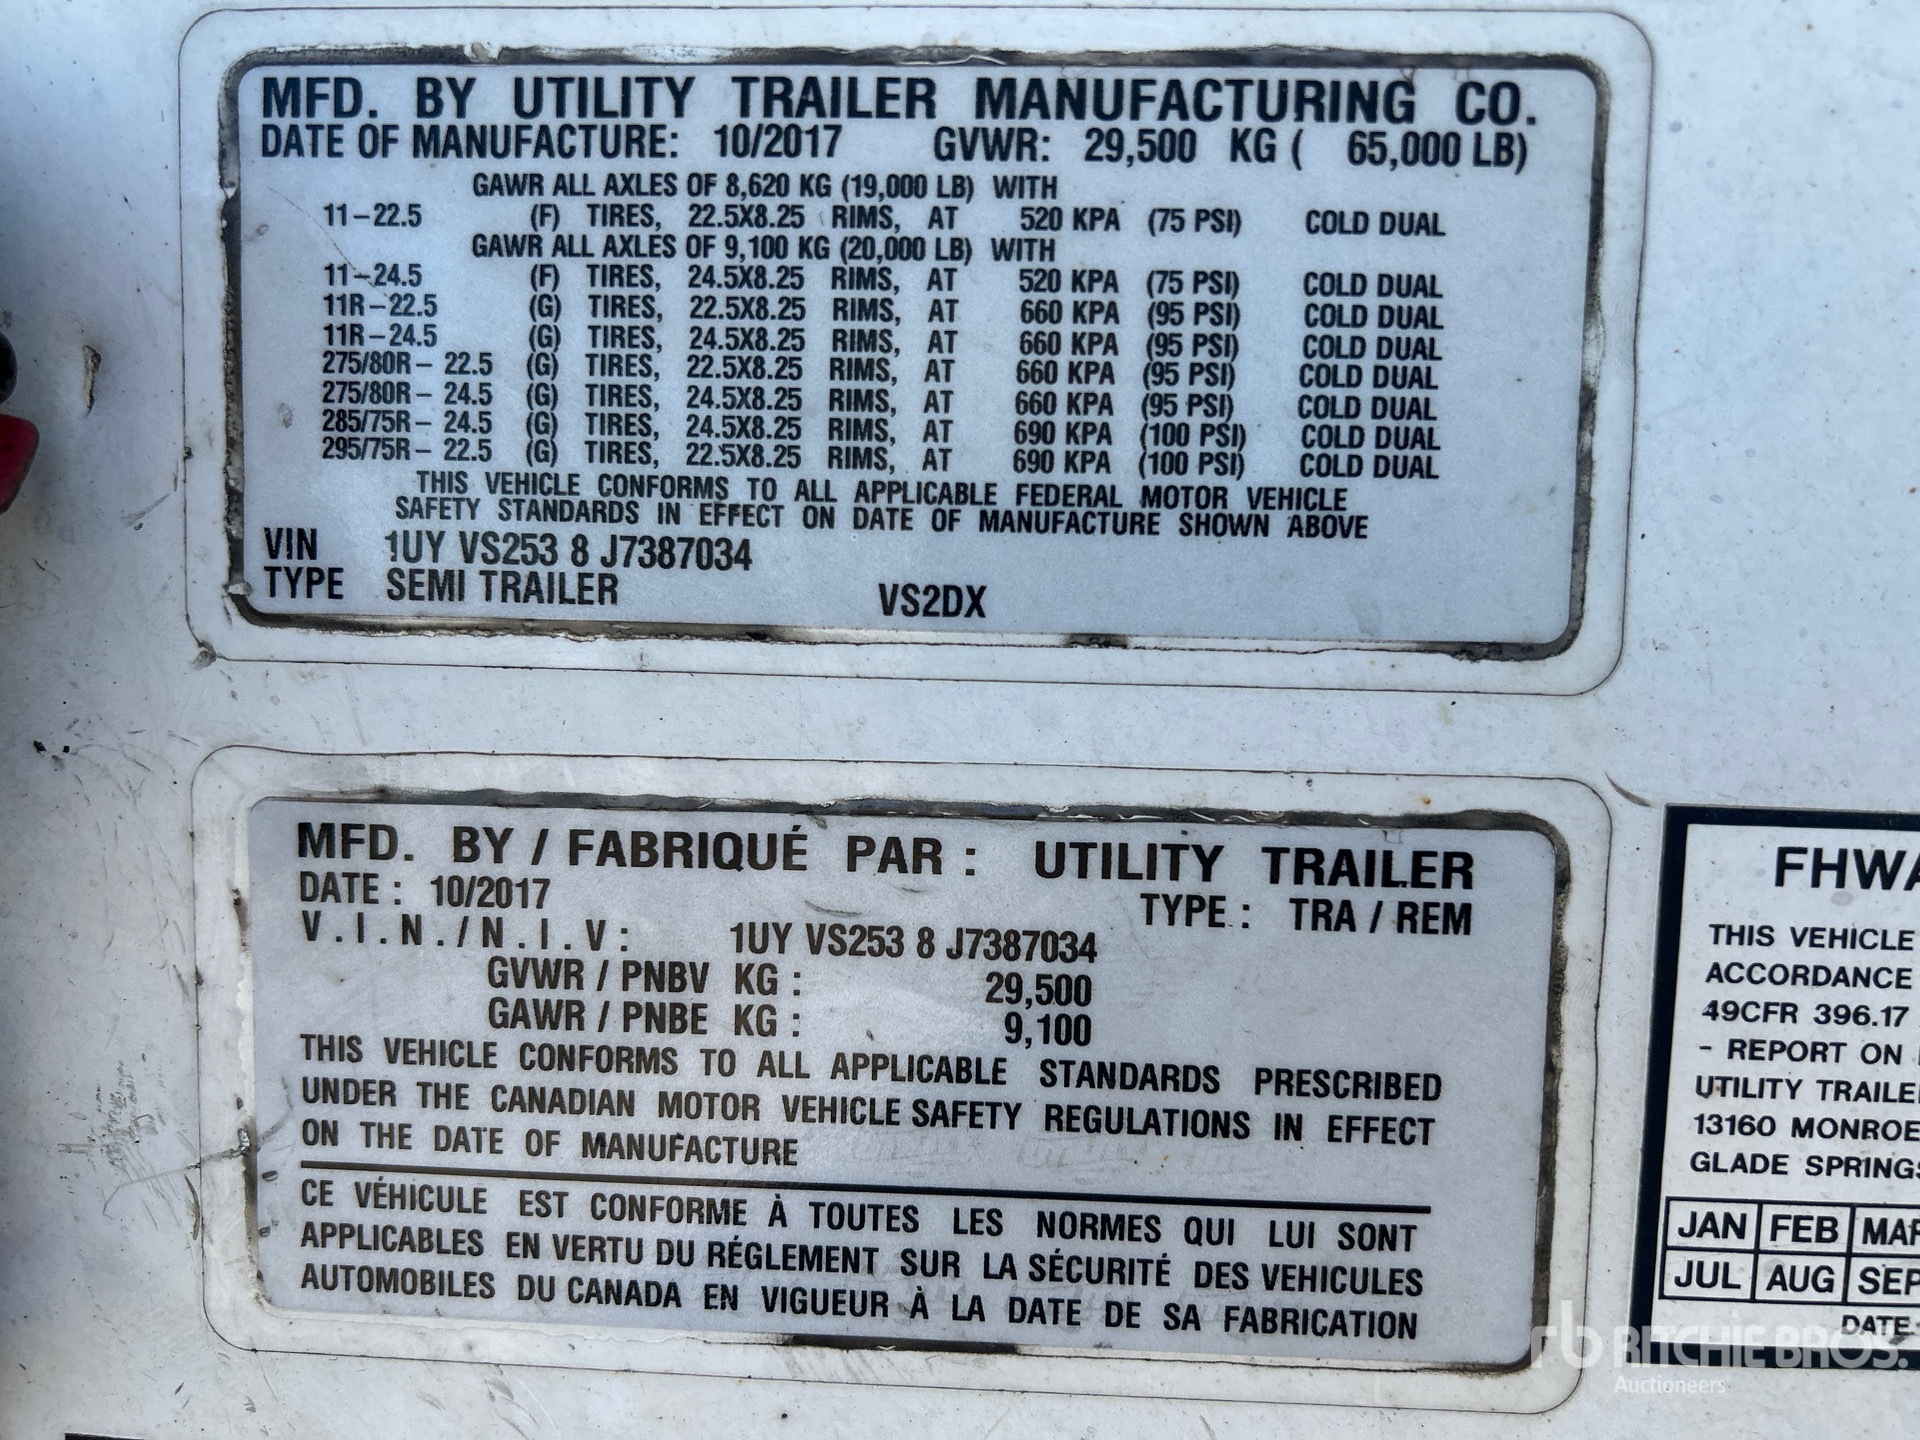 MFD. BY UTILITY TRAILER MANUFACTURING CO.
DATE OF MANUFACTURE: 10/2017 GVWR: 29,500 KG ( 65,000 LB)
GAWR ALL AXLES OF 8,620 KG (19,000 LB) WITH
11-22.5 (F) TIRES, 22.5X8.25 RIMS, AT 520 KPA (75 PSI) COLD DUAL
GAWR ALL AXLES OF 9,100 KG (20,000 LB) WITH
11-24.5 (F) TIRES, 24.5X8.25 RIMS, AT 520 KPA (75 PSI) COLD DUAL
11R-22.5 (G) TIRES, 22.5X8.25 RIMS, AT 660 KPA (95 PSI) COLD DUAL
11R-24.5 (G) TIRES, 24.5X8.25 RIMS, AT 660 KPA (95 PSI) COLD DUAL
275/80R- 22.5 (G) TIRES, 22.5X8.25 RIMS, AT 660 KPA (95 PSI) COLD DUAL
275/80R- 24.5 (G) TIRES, 24.5X8.25 RIMS, AT 660 KPA (95 PSI) COLD DUAL
285/75R- 24.5 (G) TIRES, 24.5X8.25 RIMS, AT 690 KPA (100 PSI) COLD DUAL
295/75R- 22.5 (G) TIRES, 22.5X8.25 RIMS, AT 690 KPA (100 PSI) COLD DUAL
THIS VEHICLE CONFORMS TO ALL APPLICABLE FEDERAL MOTOR VEHICLE
SAFETY STANDARDS IN EFFECT ON DATE OF MANUFACTURE SHOWN ABOVE
VIN 1UY VS253 8 J7387034
TYPE SEMI TRAILER VS2DX
MFD. BY / FABRIQUÉ PAR : UTILITY TRAILER
DATE : 10/2017 TYPE : TRA / REM
V.I.N./N.I.V: 1UY VS253 8 J7387034
GVWR / PNBV KG : 29,500
GAWR / PNBE KG : 9,100
THIS VEHICLE CONFORMS TO ALL APPLICABLE STANDARDS PRESCRIBED
UNDER THE CANADIAN MOTOR VEHICLE SAFETY REGULATIONS IN EFFECT
ON THE DATE OF MANUFACTURE
CE VÉHICULE EST CONFORME À TOUTES LES NORMES QUI LUI SONT
APPLICABLES EN VERTU DU RÉGLEMENT SUR LA SÉCURITÉ DES VEHICULES
AUTOMOBILES DU CANADA EN VIGUEUR À LA DATE DE SA FABRICATION
FHWA
THIS VEHICLE
ACCORDANCE
49CFR 396.17
- REPORT ON
UTILITY TRAILE
13160 MONROE
GLADE SPRINGS
JAN FEB MAR
JUL AUG SEP
DATE-
rb RITCHIE BROS.
Auctioneers